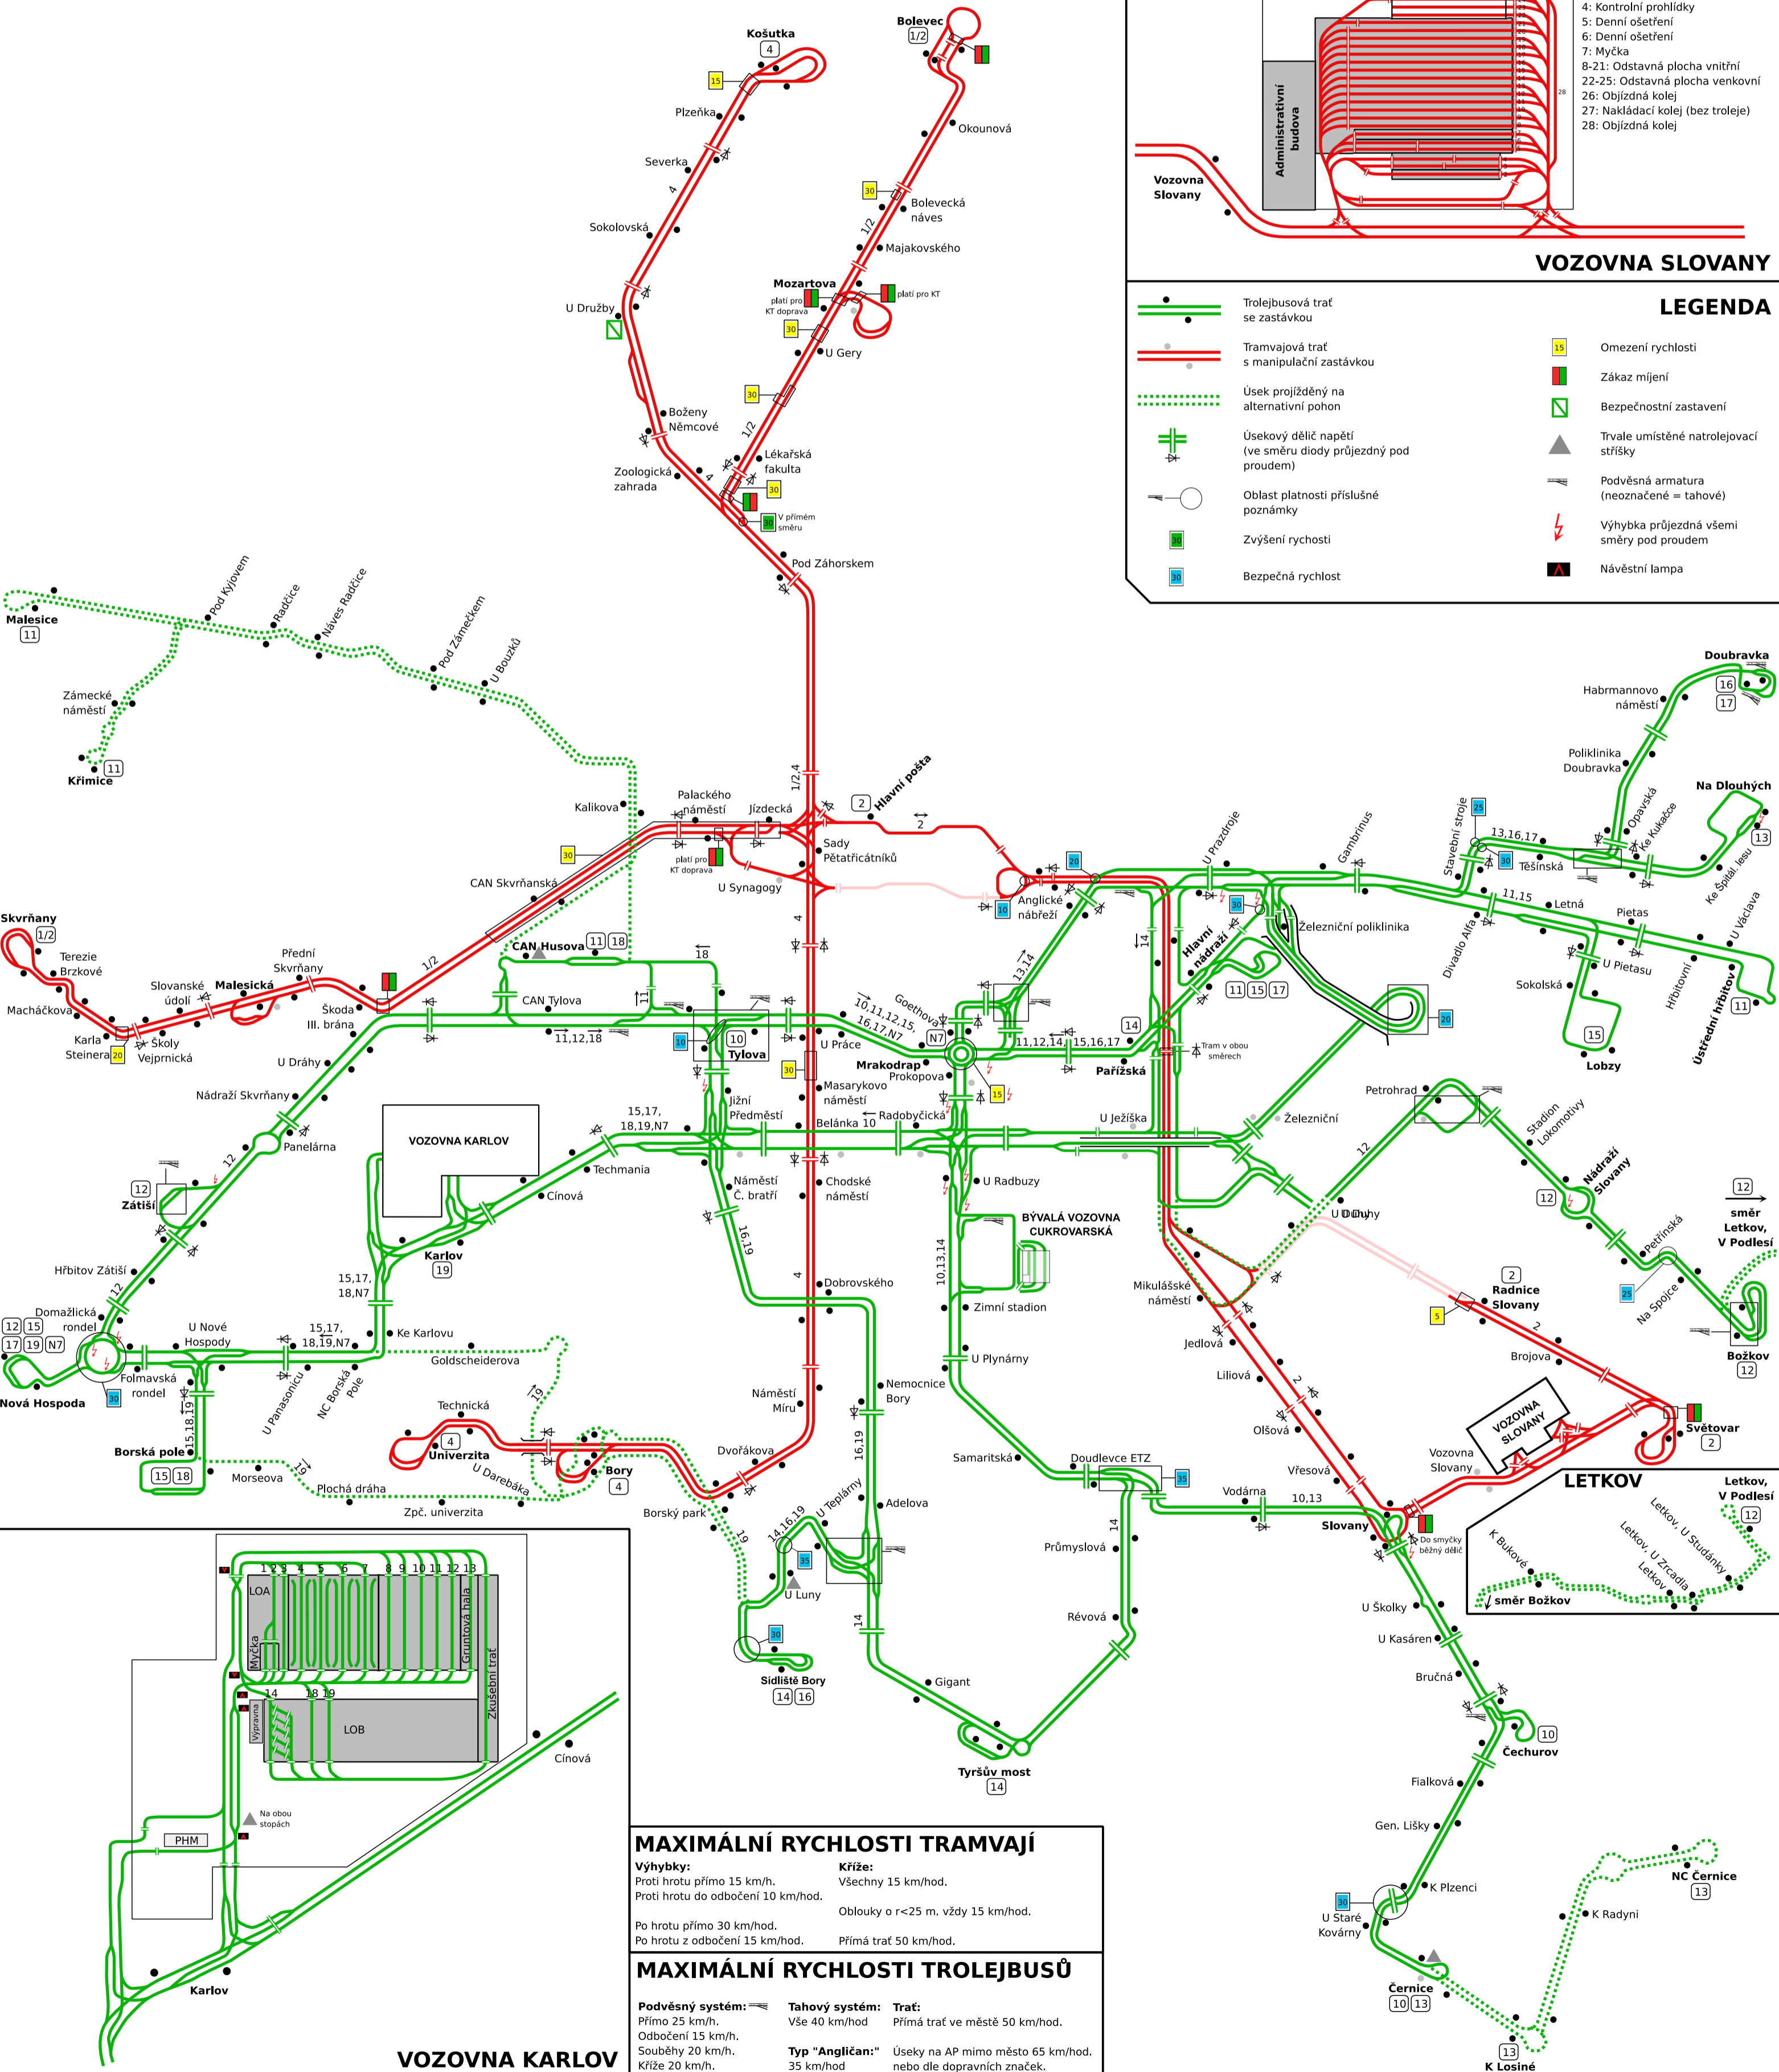 Košutka
4
15
Plzeňka
Severka
4
Sokolovská
U Družby
Boženy
Němcové
Zoologická
zahrada
4
Bolevec
1/2
Okounová
30
Bolevecká
náves
1/2
Majakovského
Mozartova
platí pro
KT doprava
platí pro KT
30
U Gery
30
1/2
Lékařská
fakulta
30
30
V přímém
směru
Pod Záhorskem
1/2,4
4: Kontrolní prohlídky
5: Denní ošetření
6: Denní ošetření
7: Myčka
8-21: Odstavná plocha vnitřní
22-25: Odstavná plocha venkovní
26: Objízdná kolej
27: Nakládací kolej (bez troleje)
28: Objízdná kolej
28
Administrativní
budova
Vozovna
Slovany
VOZOVNA SLOVANY
LEGENDA
Trolejbusová trať
se zastávkou
Tramvajová trať
s manipulační zastávkou
Úsek projížděný na
alternativní pohon
Úsekový dělič napětí
(ve směru diody průjezdný pod
proudem)
Oblast platnosti příslušné
poznámky
30
Zvýšení rychosti
30
Bezpečná rychlost
15
Omezení rychlosti
Zákaz míjení
Bezpečnostní zastavení
Trvale umístěné natrolejovací
stříšky
Podvěsná armatura
(neoznačené = tahové)
Výhybka průjezdná všemi
směry pod proudem
Návěstní lampa
Malesice
11
Pod Kyjovem
Radčice
Náves Radčice
Pod Zámečkem
U Bouzků
Zámecké
náměstí
Křimice
11
Kalikova
Palackého
náměstí
Jízdecká
platí pro
KT doprava
30
CAN Skvrňanská
U Synagogy
Sady
Pětatřicátníků
2
Hlavní pošta
2
10
Anglické
nábřeží
20
U Prazdroje
30
Gambrinus
Železniční poliklinika
Hlavní
nádraží
11 15 17
14
20
Doubravka
16
17
Habrmannovo
náměstí
Poliklinika
Doubravka
Opavská
Ke Kukačce
Na Dlouhých
13
Ke Špitál. lesu
Stavební stroje
25
30
13,16,17
Těšínská
11,15
Letná
Divadlo Alfa
Pietas
U Pietasu
Sokolská
15
Lobzy
Hřbitovní
U Václava
Ústřední hřbitov
11
Skvrňany
1/2
Terezie
Brzkové
Macháčkova
Karla
Steinera
20
Školy
Vejprnická
Slovanské
údolí
Malesická
Přední
Skvrňany
Škoda
III. brána
1/2
CAN Husova
11 18
18
CAN Tylova
11
11,12,18
10
10
Tylova
4
30
U Práce
10,11,12,15,
16,17,N7
Goethova
N7
Mrakodrap
Prokopova
15
13,14
11,12,14,15,16,17
14
Pařížská
Tram v obou
směrech
Masarykovo
náměstí
U Dráhy
Nádraží Skvrňany
Panelárna
12
12
Zátiší
Hřbitov Zátiší
12
Domažlická
rondel
12 15
17 19 N7
Nová Hospoda
Folmavská
rondel
30
U Nové
Hospody
15,18,19
Borská pole
15 18
U Panasonicu
NC Borská
Pole
15,17,
18,19,N7
Ke Karlovu
15,17,
18,N7
VOZOVNA KARLOV
Karlov
19
Cínová
Techmania
15,17,
18,19,N7
Jižní
Předměstí
Belánka
10
Radobyčická
Náměstí
Č. bratří
16,19
Chodské
náměstí
4
Dobrovského
U Radbuzy
BÝVALÁ VOZOVNA
CUKROVARSKÁ
10,13,14
Zimní stadion
U Plynárny
U Ježíška
Železniční
Petrohrad
12
Stadion
Lokomotivy
Nádraží
Slovany
12
Petřínská
25
Na Spojce
12
směr
Letkov,
V Podlesí
Božkov
12
Mikulášské
náměstí
2
Radnice
Slovany
5
2
Brojova
Jedlová
Liliová
2
Olšová
Vřesová
VOZOVNA
SLOVANY
Vozovna
Slovany
Světovar
2
Slovany
Do smyčky
běžný dělič
Goldscheiderova
19
Technická
4
Univerzita
U Darebáka
Bory
4
Morseova
19
Plochá dráha
Zpč. univerzita
Náměstí
Míru
Dvořákova
Borský park
19
Nemocnice
Bory
16,19
Adelova
U Teplárny
14,16,19
35
U Luny
30
Sídliště Bory
14 16
14
Gigant
Tyršův most
14
Samaritská
Doudlevce ETZ
35
14
Průmyslová
Révová
Vodárna
10,13
U Školky
U Kasáren
Bručná
10
Čechurov
Fialková
Gen. Lišky
K Plzenci
30
U Staré
Kovárny
Černice
10 13
13
K Losiné
K Radyni
NC Černice
13
LETKOV
Letkov,
V Podlesí
12
K Bukové
Letkov, U Studánky
Letkov, U Zrcadla
Letkov
směr Božkov
1 2 3 4 5 6 7 8 9 10 11 12 13
LOA
Myčka
Gruntová hala
Zkušební trať
14 18 19
Výpravna
LOB
Na obou
stopách
PHM
Cínová
Karlov
VOZOVNA KARLOV
MAXIMÁLNÍ RYCHLOSTI TRAMVAJÍ
Výhybky:
Proti hrotu přímo 15 km/h.
Proti hrotu do odbočení 10 km/hod.
Po hrotu přímo 30 km/hod.
Po hrotu z odbočení 15 km/hod.
Kříže:
Všechny 15 km/hod.
Oblouky o r<25 m. vždy 15 km/hod.
Přímá trať 50 km/hod.
MAXIMÁLNÍ RYCHLOSTI TROLEJBUSŮ
Podvěsný systém:
Přímo 25 km/h.
Odbočení 15 km/h.
Souběhy 20 km/h.
Kříže 20 km/h.
Tahový systém:
Vše 40 km/hod
Typ "Angličan:"
35 km/hod
Trať:
Přímá trať ve městě 50 km/hod.
Úseky na AP mimo město 65 km/hod.
nebo dle dopravních značek.